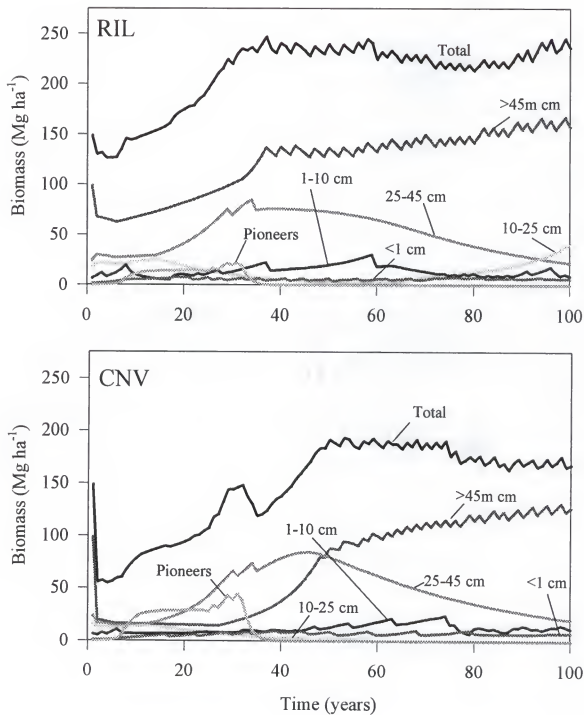 RIL
250
200
150
100
50
0
Biomass (Mg ha⁻¹)
Total
>45m cm
1-10 cm
25-45 cm
10-25 cm
Pioneers
<1 cm
0 20 40 60 80 100
CNV
250
200
150
100
50
0
Biomass (Mg ha⁻¹)
Total
>45m cm
1-10 cm
Pioneers
25-45 cm
<1 cm
10-25 cm
0 20 40 60 80 100
Time (years)